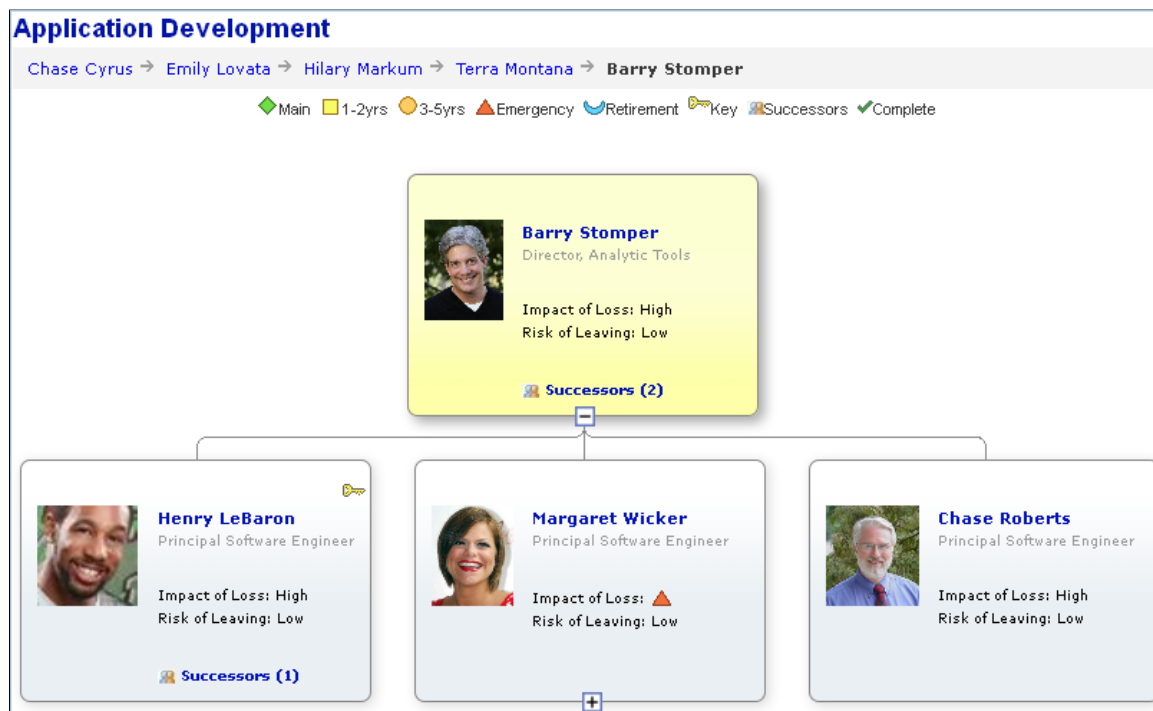 Application Development
Chase Cyrus → Emily Lovata → Hilary Markum → Terra Montana → Barry Stomper
Main 1-2yrs 3-5yrs Emergency Retirement Key Successors Complete
Barry Stomper
Director, Analytic Tools
Impact of Loss: High
Risk of Leaving: Low
Successors (2)
Henry LeBaron
Principal Software Engineer
Impact of Loss: High
Risk of Leaving: Low
Successors (1)
Margaret Wicker
Principal Software Engineer
Impact of Loss:
Risk of Leaving: Low
Chase Roberts
Principal Software Engineer
Impact of Loss: High
Risk of Leaving: Low